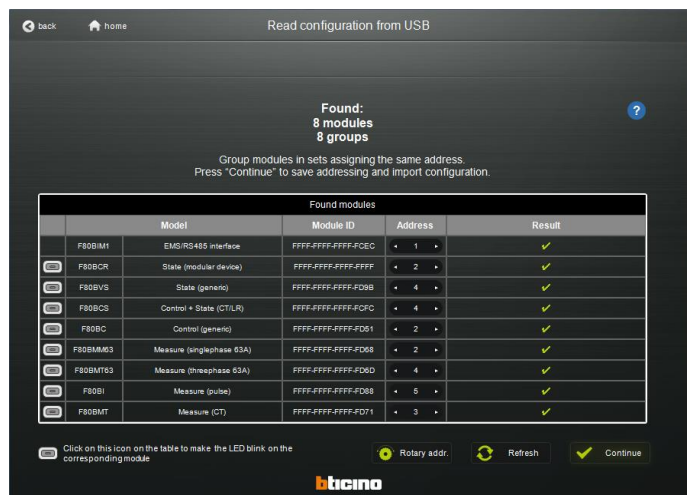 back
home
Read configuration from USB
Found:
8 modules
8 groups
?
Group modules in sets assigning the same address.
Press "Continue" to save addressing and import configuration.
Found modules
Model Module ID Address Result
F80BIM1 EMS/RS485 interface FFFF-FFFF-FFFF-FCEC 1
F80BCR State (modular device) FFFF-FFFF-FFFF-FFFF 2
F80BVS State (generic) FFFF-FFFF-FFFF-FD9B 4
F80BCS Control + State (CT/LR) FFFF-FFFF-FFFF-FCFC 4
F80BC Control (generic) FFFF-FFFF-FFFF-FD51 2
F80BMM63 Measure (singlephase 63A) FFFF-FFFF-FFFF-FD68 2
F80BMT63 Measure (threephase 63A) FFFF-FFFF-FFFF-FD6D 4
F80BI Measure (pulse) FFFF-FFFF-FFFF-FD88 5
F80BMT Measure (CT) FFFF-FFFF-FFFF-FD71 3
Click on this icon on the table to make the LED blink on the
corresponding module
Rotary addr.
Refresh
Continue
bticino